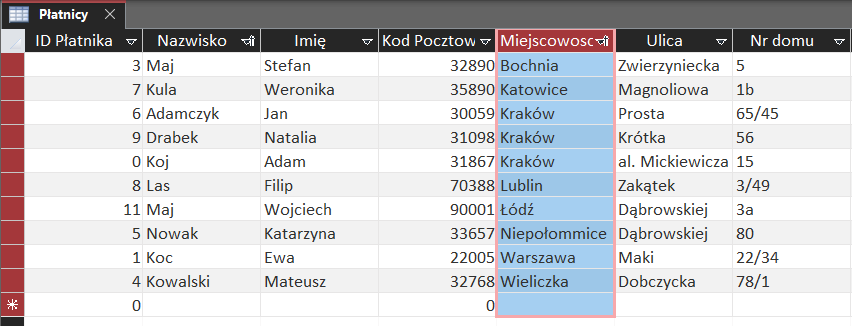 Płatnicy
ID Płatnika Nazwisko Imię Kod Pocztow Miejscowosc Ulica Nr domu
3 Maj Stefan 32890 Bochnia Zwierzyniecka 5
7 Kula Weronika 35890 Katowice Magnoliowa 1b
6 Adamczyk Jan 30059 Kraków Prosta 65/45
9 Drabek Natalia 31098 Kraków Krótka 56
0 Koj Adam 31867 Kraków al. Mickiewicza 15
8 Las Filip 70388 Lublin Zakątek 3/49
11 Maj Wojciech 90001 Łódź Dąbrowskiej 3a
5 Nowak Katarzyna 33657 Niepołommice Dąbrowskiej 80
1 Koc Ewa 22005 Warszawa Maki 22/34
4 Kowalski Mateusz 32768 Wieliczka Dobczycka 78/1
0 0